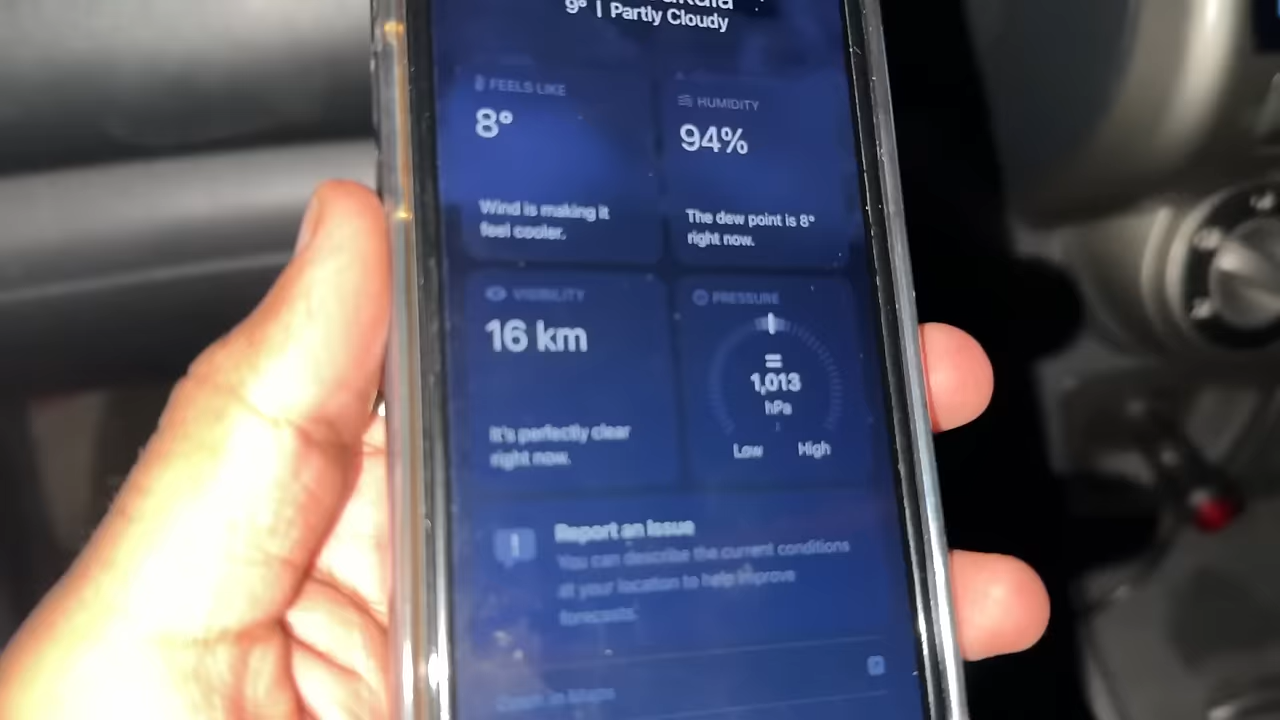 9° | Partly Cloudy
FEELS LIKE
8°
Wind is making it
feel cooler.
HUMIDITY
94%
The dew point is 8°
right now.
VISIBILITY
16 km
It's perfectly clear
right now.
PRESSURE
=
1,013
hPa
Low High
Report an Issue
You can describe the current conditions
at your location to help improve
forecasts.